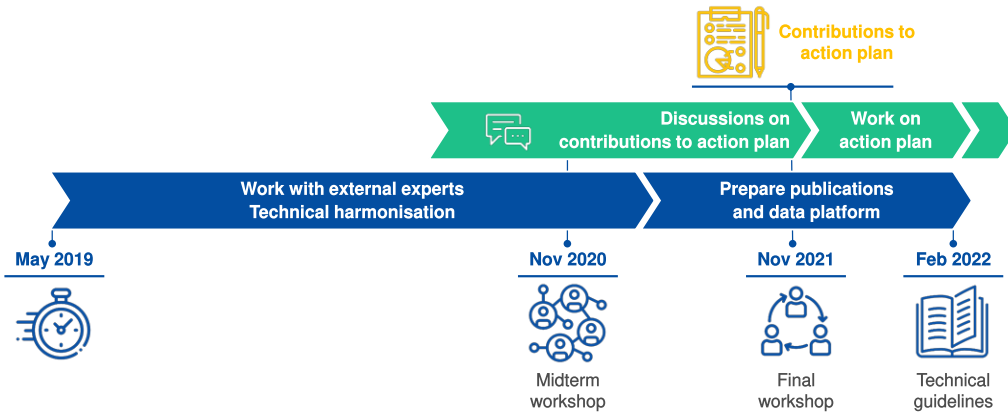 Contributions to
action plan
Discussions on
contributions to action plan
Work on
action plan
Work with external experts
Technical harmonisation
Prepare publications
and data platform
May 2019
Nov 2020
Nov 2021
Feb 2022
Midterm
workshop
Final
workshop
Technical
guidelines